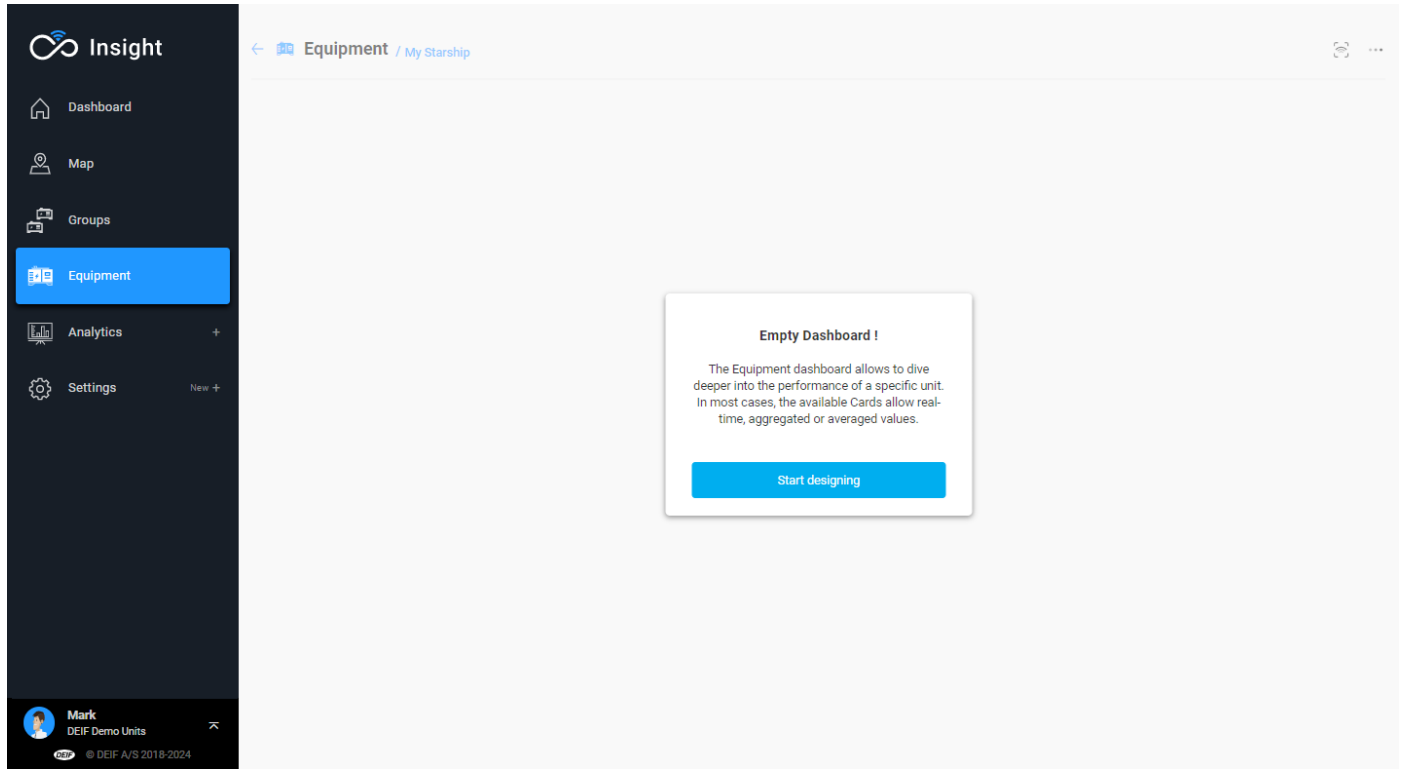 Insight
Dashboard
Map
Groups
Equipment
Analytics +
Settings New +
Mark
DEIF Demo Units
DEIF © DEIF A/S 2018-2024
← Equipment / My Starship
Empty Dashboard !
The Equipment dashboard allows to dive
deeper into the performance of a specific unit.
In most cases, the available Cards allow real-
time, aggregated or averaged values.
Start designing